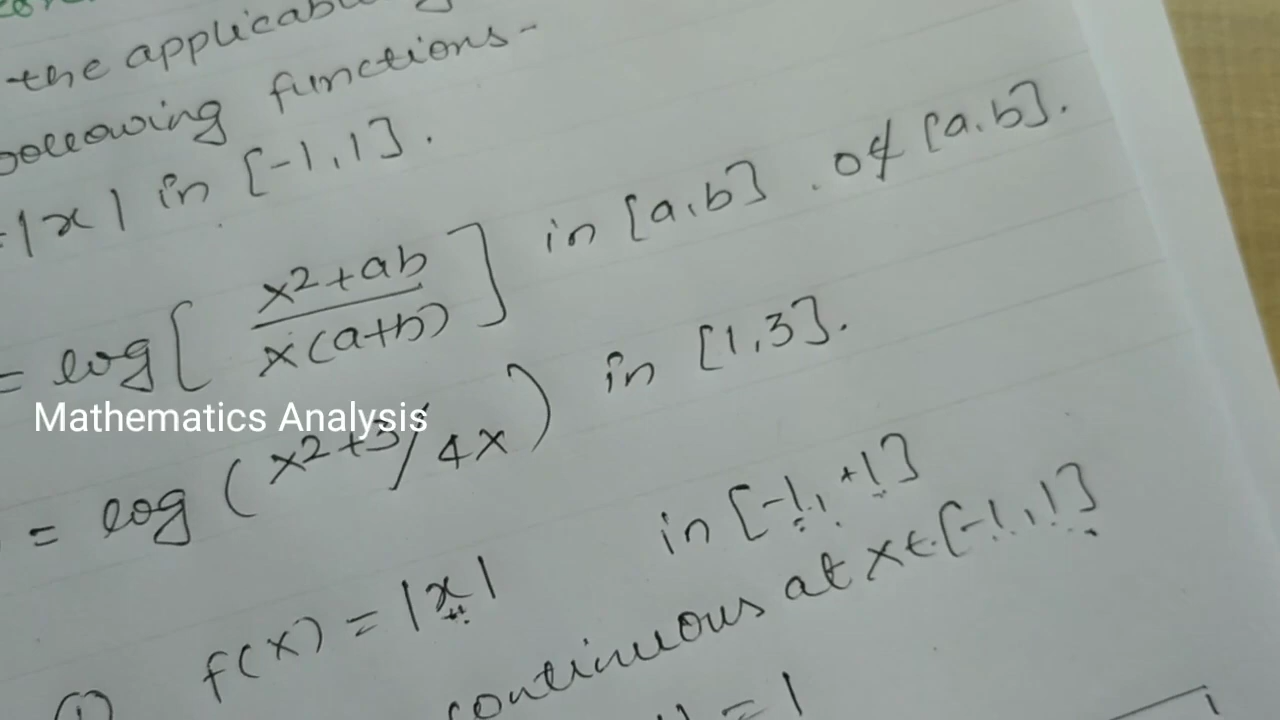 the applicab
following functions-
=|x| in [-1,1].
= log[ x2+ab / x(a+b) ] in [a,b] . of [a.b].
Mathematics Analysis
= log (x2+3/4x) in [1,3].
f(x) = |x| in [-1, +1]
continuous at x∈[-1,1]
= 1